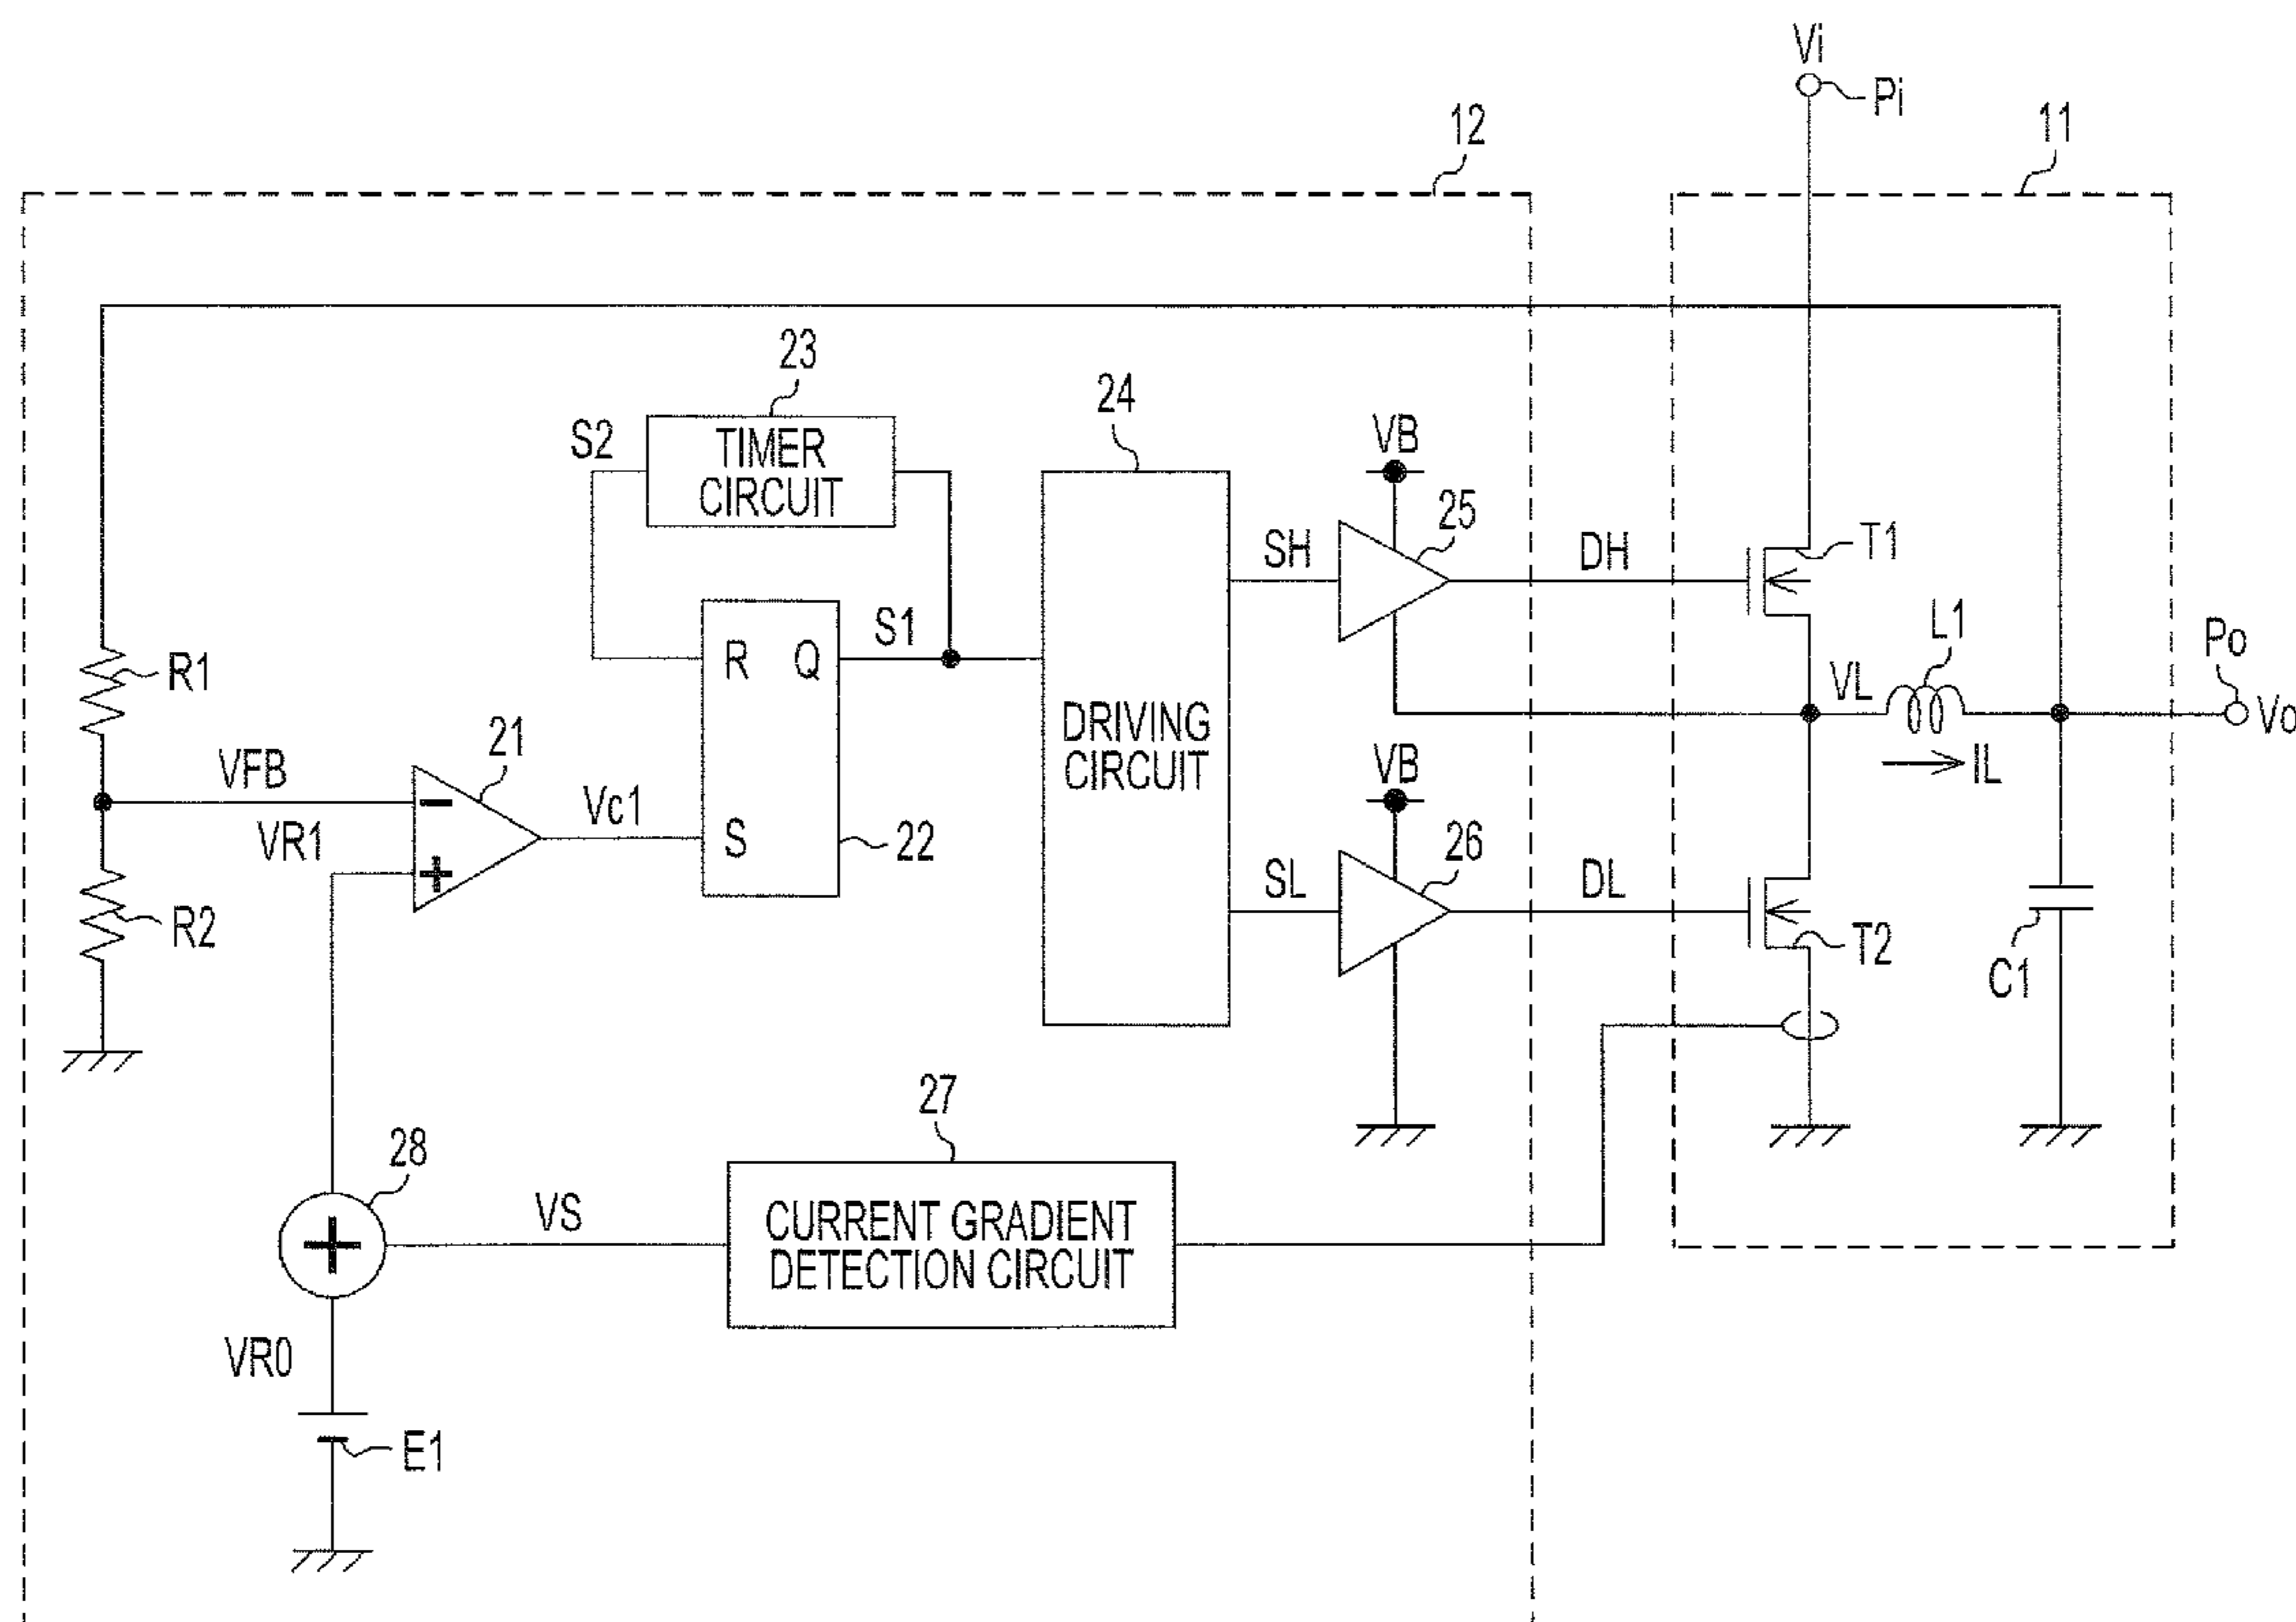 Vi
Pi
12
11
23
S2
TIMER
CIRCUIT
24
VB
25
SH
DH
T1
R1
R
Q
S1
L1
Po
VL
Vo
DRIVING
CIRCUIT
21
VFB
VR1
Vc1
S
22
VB
IL
26
SL
DL
T2
R2
C1
27
28
VS
CURRENT GRADIENT
DETECTION CIRCUIT
VR0
E1